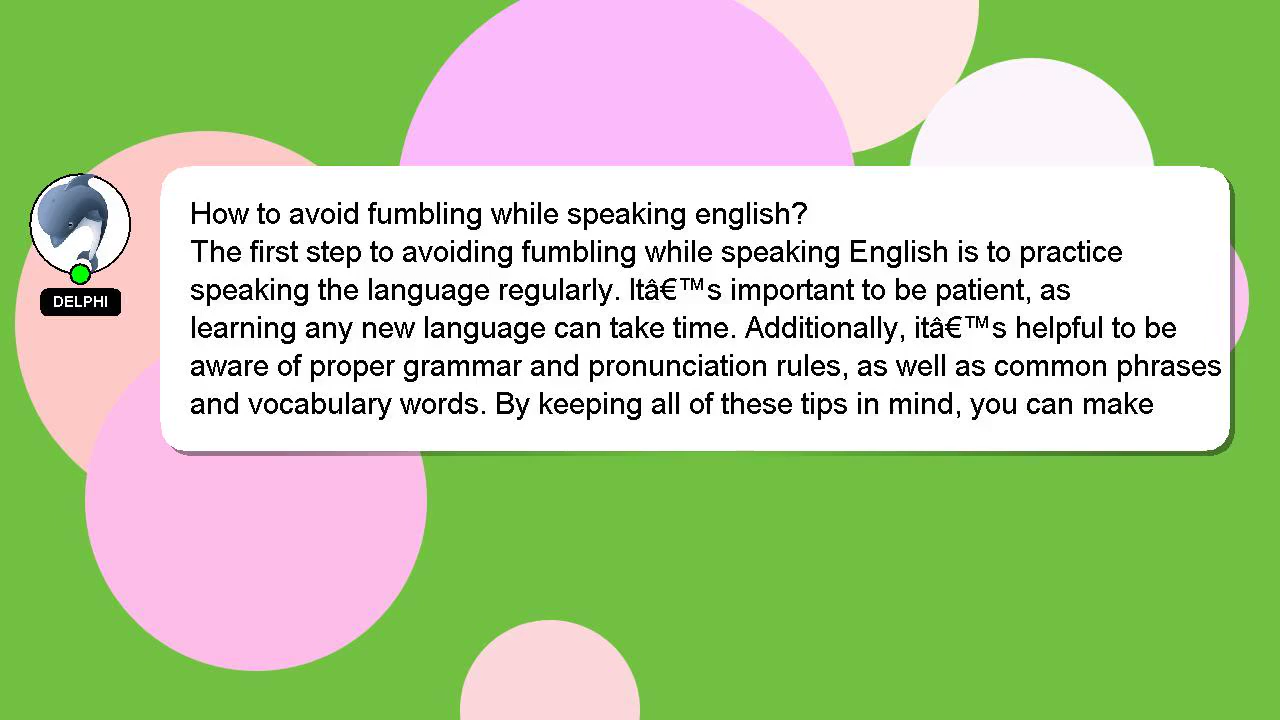 How to avoid fumbling while speaking english?
The first step to avoiding fumbling while speaking English is to practice
speaking the language regularly. Itâ€™s important to be patient, as
learning any new language can take time. Additionally, itâ€™s helpful to be
aware of proper grammar and pronunciation rules, as well as common phrases
and vocabulary words. By keeping all of these tips in mind, you can make
DELPHI